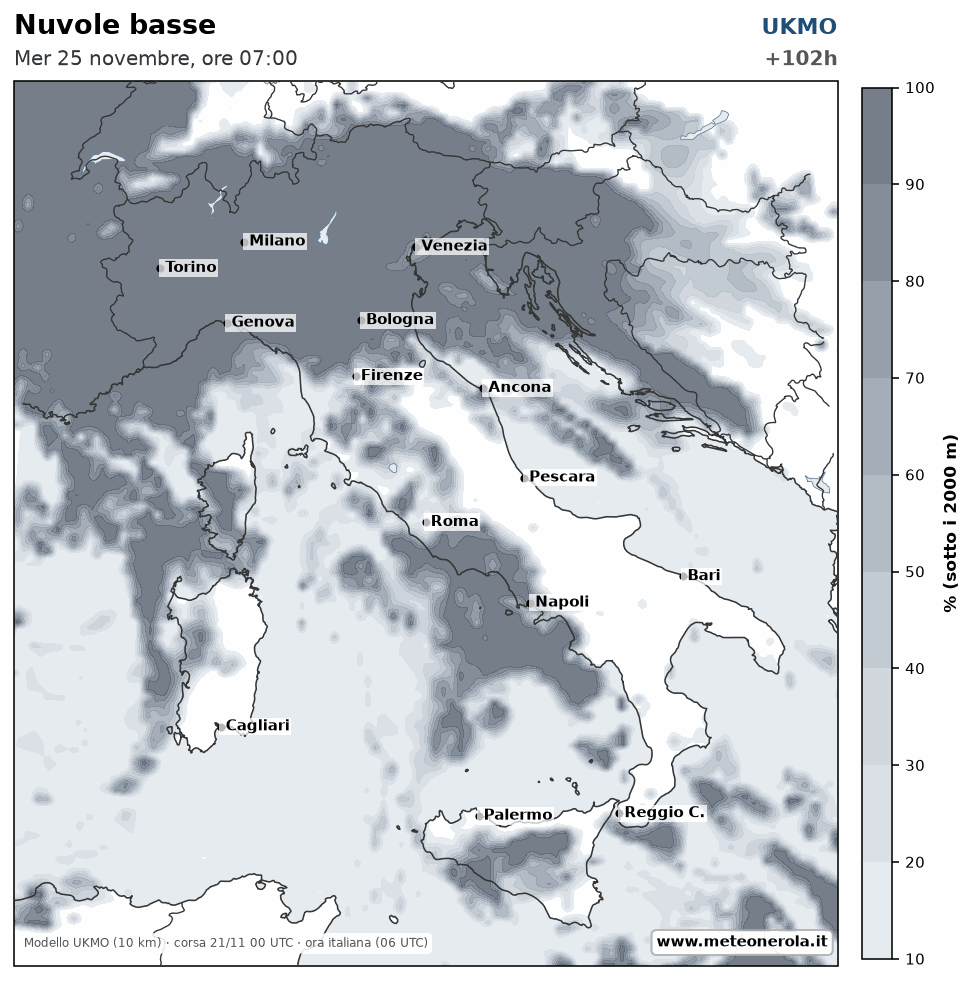 Nuvole basse
UKMO
Mer 25 novembre, ore 07:00
+102h
100
90
80
70
60
50
40
30
20
10
% (sotto i 2000 m)
Milano
Venezia
Torino
Genova
Bologna
Firenze
Ancona
Pescara
Roma
Bari
Napoli
Cagliari
Palermo
Reggio C.
Modello UKMO (10 km) · corsa 21/11 00 UTC · ora italiana (06 UTC)
www.meteonerola.it